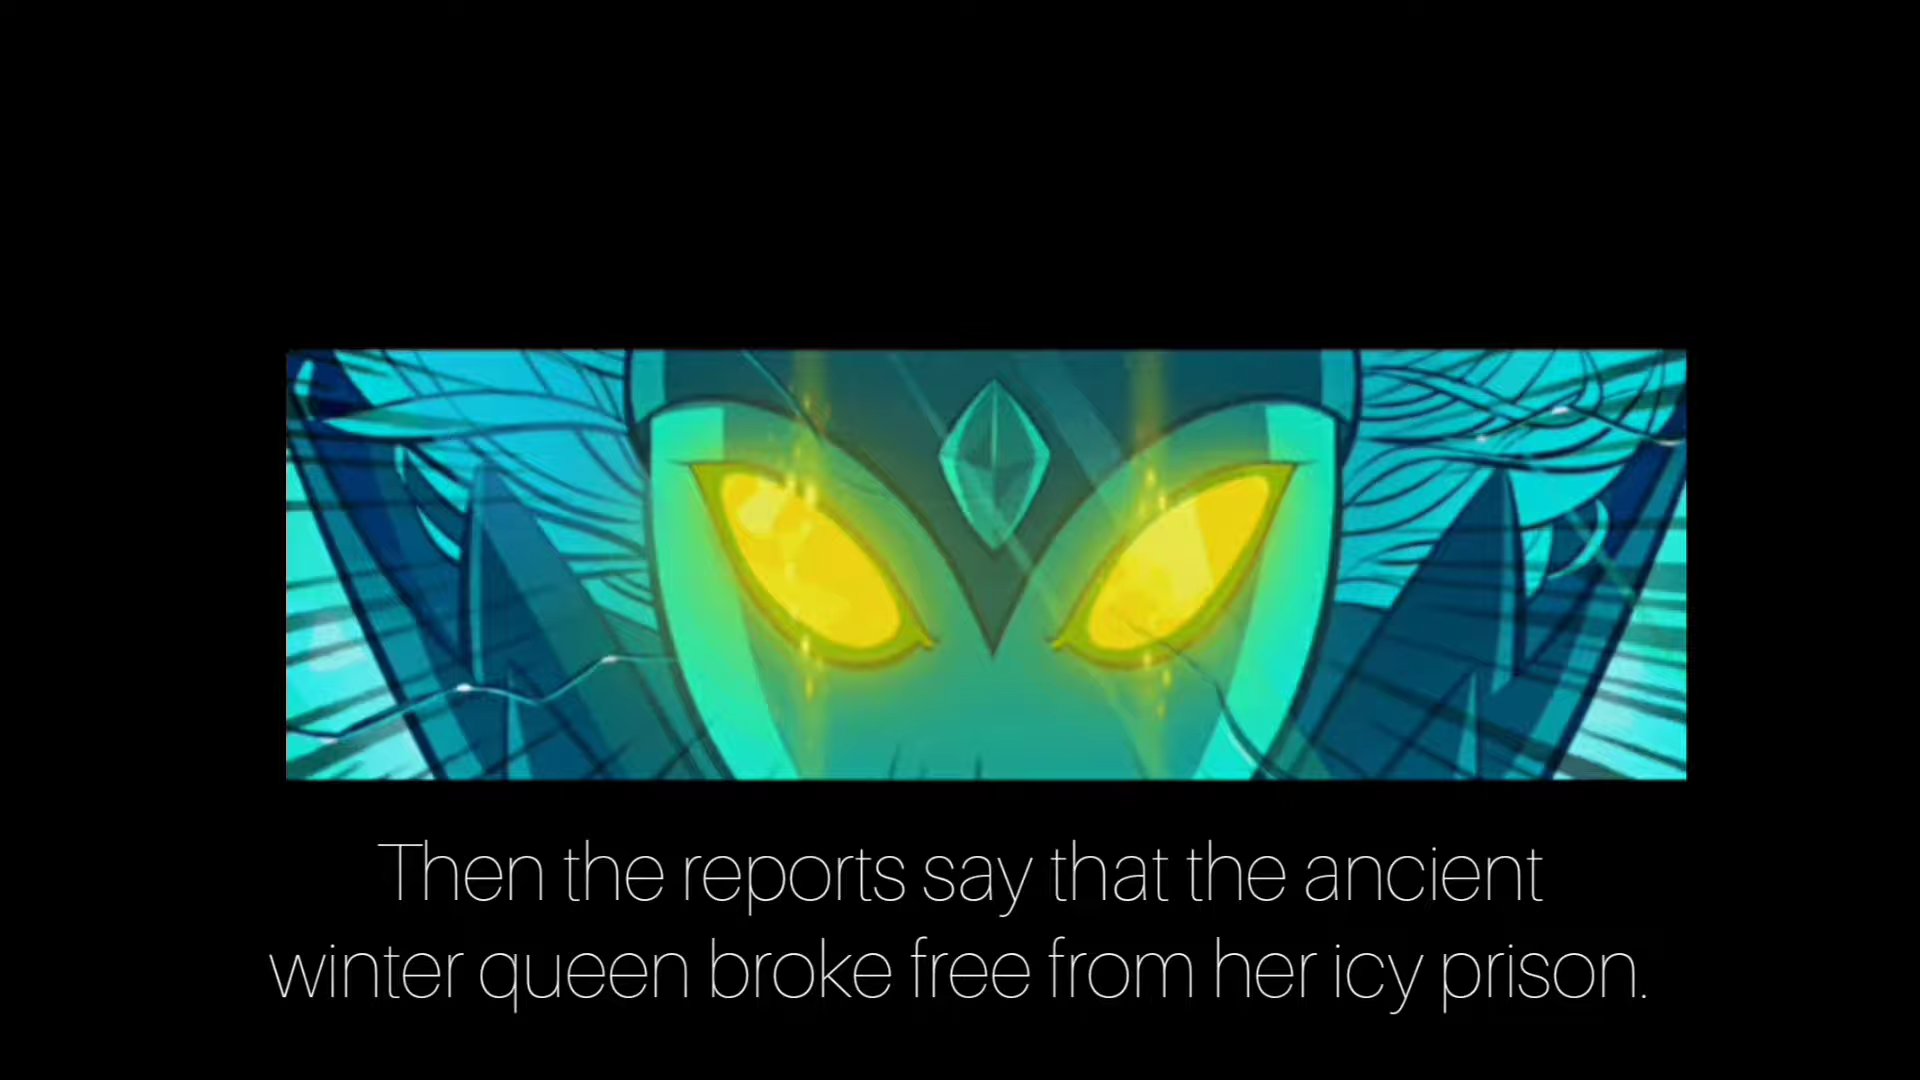 Then the reports say that the ancient
winter queen broke free from her icy prison.